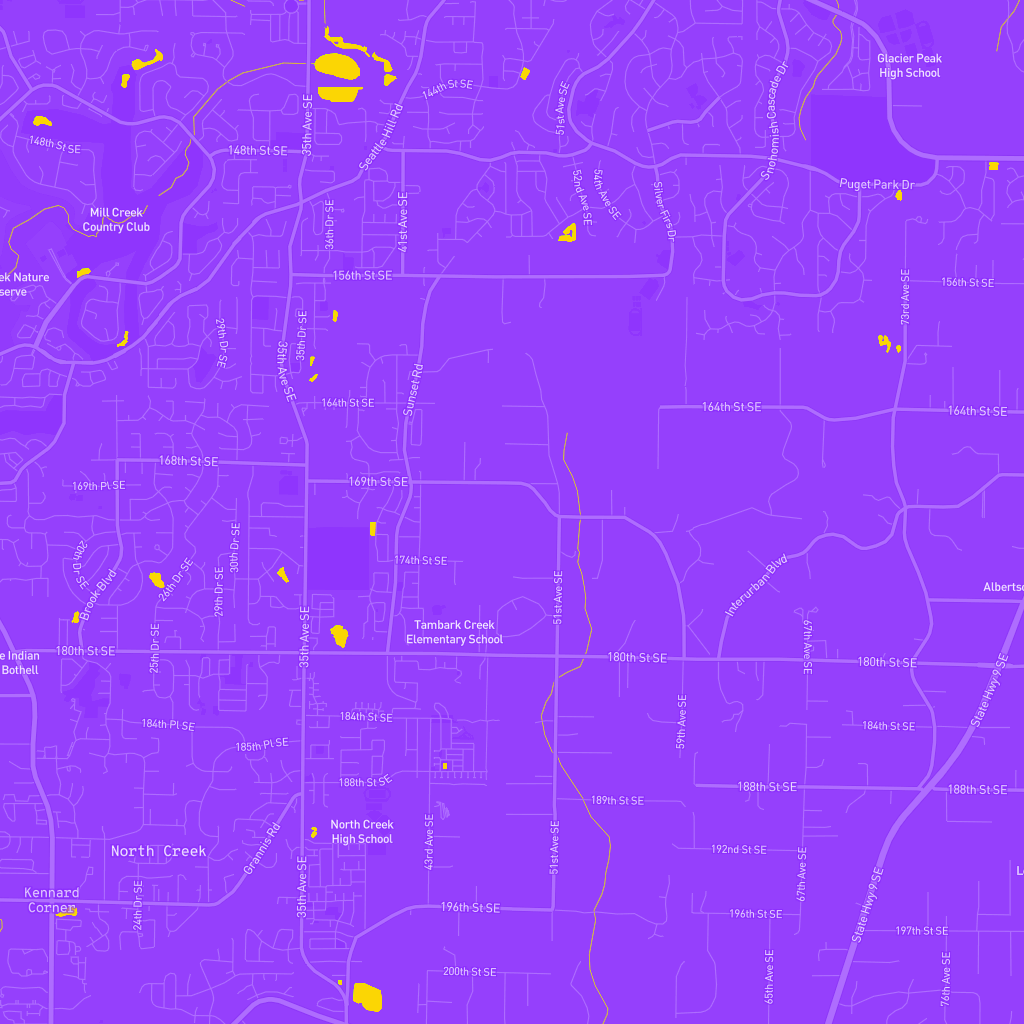 Glacier Peak
High School
144th St SE
35th Ave SE
51st Ave SE
Snohomish Cascade Dr
Seattle Hill Rd
148th St SE
148th St SE
52nd Ave SE
54th Ave SE
Silver Firs Dr
Puget Park Dr
Mill Creek
Country Club
36th Dr SE
41st Ave SE
ek Nature
serve
156th St SE
156th St SE
73rd Ave SE
29th Dr SE
35th Dr SE
35th Ave SE
Sunset Rd
164th St SE
164th St SE
164th St SE
168th St SE
169th Pl SE
169th St SE
30th Dr SE
20th Dr SE
174th St SE
Brook Blvd
26th Dr SE
29th Dr SE
51st Ave SE
Interurban Blvd
Albertso
Tambark Creek
Elementary School
35th Ave SE
25th Dr SE
67th Ave SE
180th St SE
180th St SE
180th St SE
e Indian
Bothell
State Hwy 9 SE
59th Ave SE
184th Pl SE
184th St SE
184th St SE
185th Pl SE
188th St SE
188th St SE
188th St SE
189th St SE
North Creek
High School
Grannis Rd
43rd Ave SE
51st Ave SE
192nd St SE
North Creek
67th Ave SE
35th Ave SE
Kennard
Corner
24th Dr SE
196th St SE
196th St SE
State Hwy 9 SE
197th St SE
200th St SE
65th Ave SE
76th Ave SE